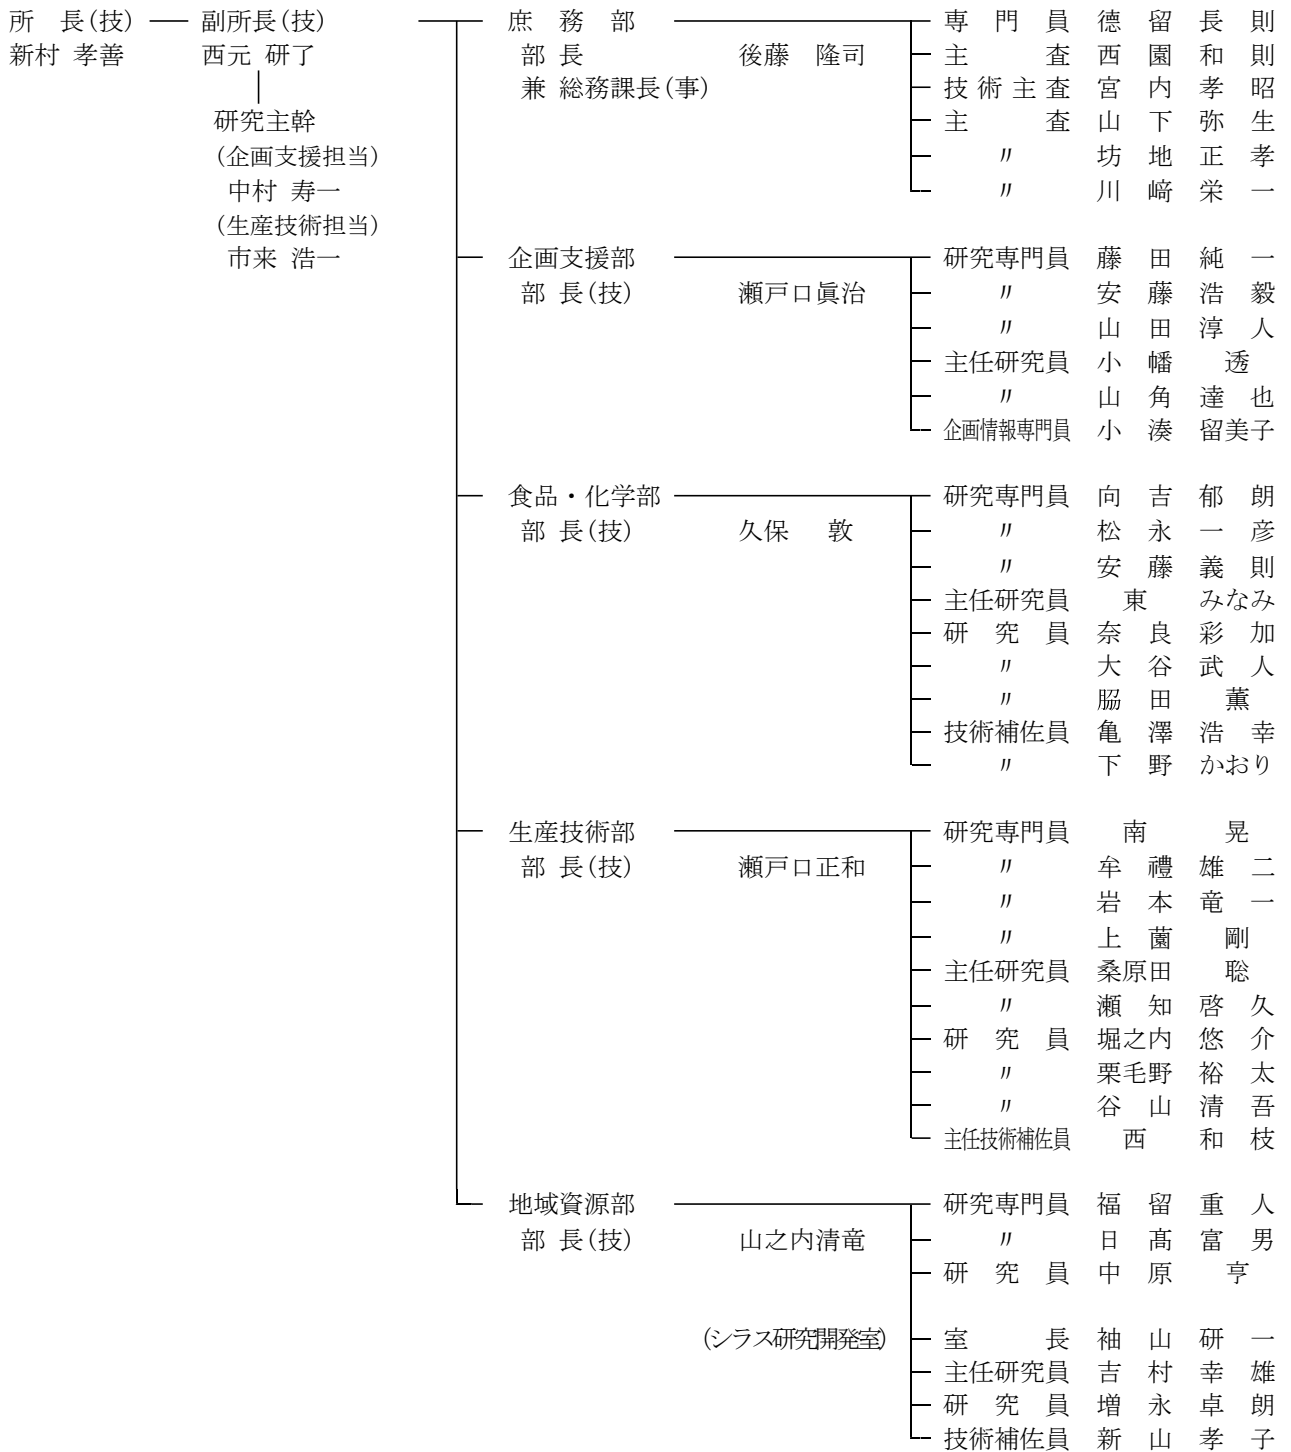 所　長(技) 副所長(技) 庶　務　部 専　門　員 德　留　長　則
新村 孝善 西元 研了 部 長 後藤　隆司 主　　　査 西　園　和　則
兼 総務課長(事) 技 術 主 査 宮　内　孝　昭
研究主幹 主　　　査 山　下　弥　生
(企画支援担当) 〃 坊　地　正　孝
中村 寿一 〃 川　﨑　栄　一
(生産技術担当)
市来 浩一 企画支援部 研究専門員 藤　田　純　一
部 長(技) 瀬戸口眞治 〃 安　藤　浩　毅
〃 山　田　淳　人
主任研究員 小　幡　　透
〃 山　角　達　也
企画情報専門員 小　湊　留美子
食品・化学部 研究専門員 向　吉　郁　朗
部 長(技) 久保　敦 〃 松　永　一　彦
〃 安　藤　義　則
主任研究員 東　　みなみ
研　究　員 奈　良　彩　加
〃 大　谷　武　人
〃 脇　田　　薫
技術補佐員 亀　澤　浩　幸
〃 下　野　かおり
生産技術部 研究専門員 南　　　晃
部 長(技) 瀬戸口正和 〃 牟　禮　雄　二
〃 岩　本　竜　一
〃 上　薗　　剛
主任研究員 桑原田　　聡
〃 瀬　知　啓　久
研　究　員 堀之内　悠　介
〃 栗毛野　裕　太
〃 谷　山　清　吾
主任技術補佐員 西　　和　枝
地域資源部 研究専門員 福　留　重　人
部 長(技) 山之内清竜 〃 日　髙　富　男
研　究　員 中　原　　亨
(シラス研究開発室) 室　　　長 袖　山　研　一
主任研究員 吉　村　幸　雄
研　究　員 増　永　卓　朗
技術補佐員 新　山　孝　子